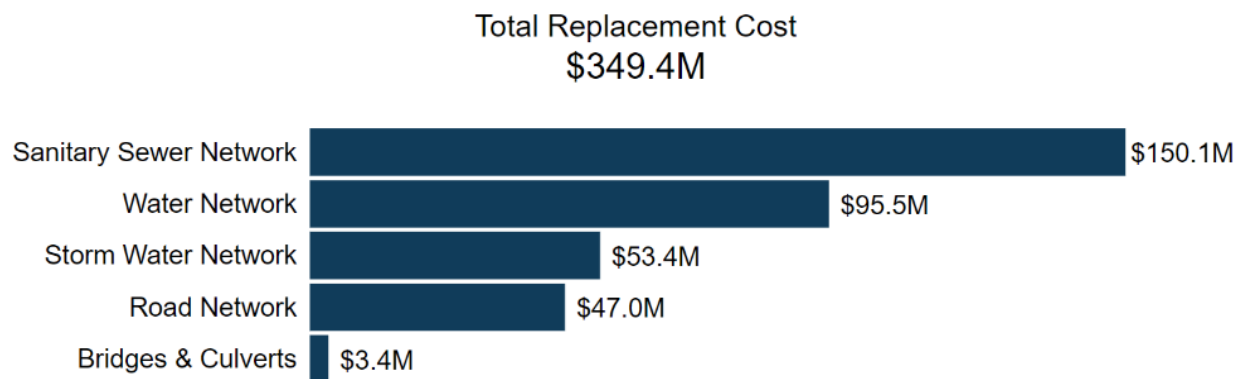 Total Replacement Cost
$349.4M
Sanitary Sewer Network $150.1M
Water Network $95.5M
Storm Water Network $53.4M
Road Network $47.0M
Bridges & Culverts $3.4M